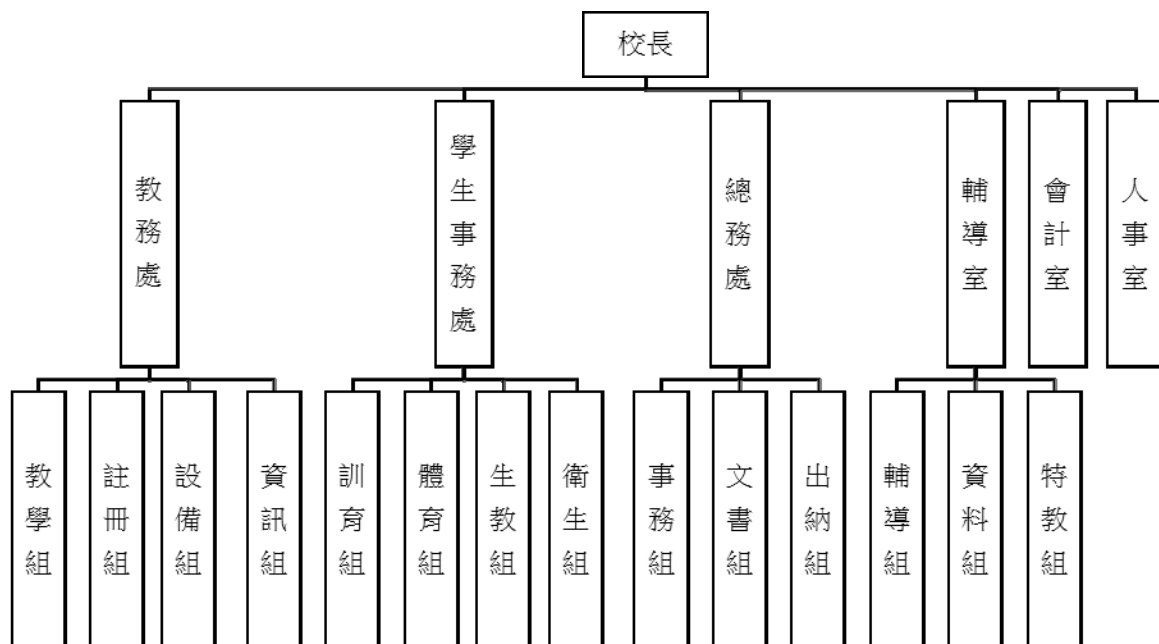 校長
教務處
學生事務處
總務處
輔導室
會計室
人事室
教學組
註冊組
設備組
資訊組
訓育組
體育組
生教組
衛生組
事務組
文書組
出納組
輔導組
資料組
特教組